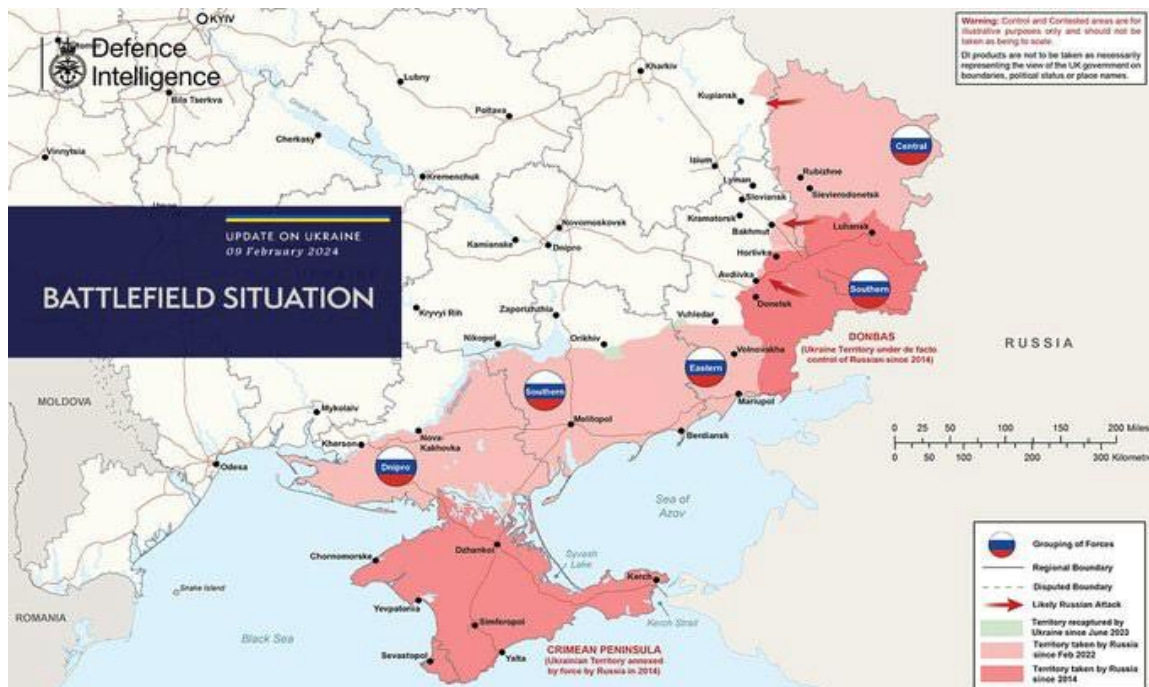 KYIV
Defence
Intelligence
Bila Tserkva
Vinnytsia
Cherkasy
Lubny
Poltava
Kremenchuk
Kharkiv
Kupiansk
Izium
Lyman
Sloviansk
Kramatorsk
Bakhmut
Horlivka
Avdiivka
Donetsk
Rubizhne
Sievierodonetsk
Luhansk
Central
Southern
Warning: Control and Contested areas are for
illustrative purposes only and should not be
taken as being to scale.
DI products are not to be taken as necessarily
representing the view of the UK government on
boundaries, political status or place names.
UPDATE ON UKRAINE
09 February 2024
BATTLEFIELD SITUATION
Novomoskovsk
Kamianske
Dnipro
Kryvyi Rih
Zaporizhzhia
Nikopol
Orikhiv
Vuhledar
Volnovakha
Eastern
Southern
Mariupol
Berdiansk
Melitopol
DONBAS
(Ukraine Territory under de facto
control of Russian since 2014)
RUSSIA
MOLDOVA
Mykolaiv
Kherson
Nova-
Kakhovka
Dnipro
Odesa
0 50 100 200 Miles
0 50 100 200 300 Kilometre
Sea of
Azov
Chornomorske
Dzhankoi
Syvash
Lake
Kerch
Kerch Strait
Snake Island
Yevpatoriia
Simferopol
Sevastopol
Yalta
ROMANIA
Black Sea
CRIMEAN PENINSULA
(Ukrainian Territory annexed
by force by Russia in 2014)
Grouping of Forces
Regional Boundary
Disputed Boundary
Likely Russian Attack
Territory recaptured by
Ukraine since June 2023
Territory taken by Russia
since Feb 2022
Territory taken by Russia
since 2014